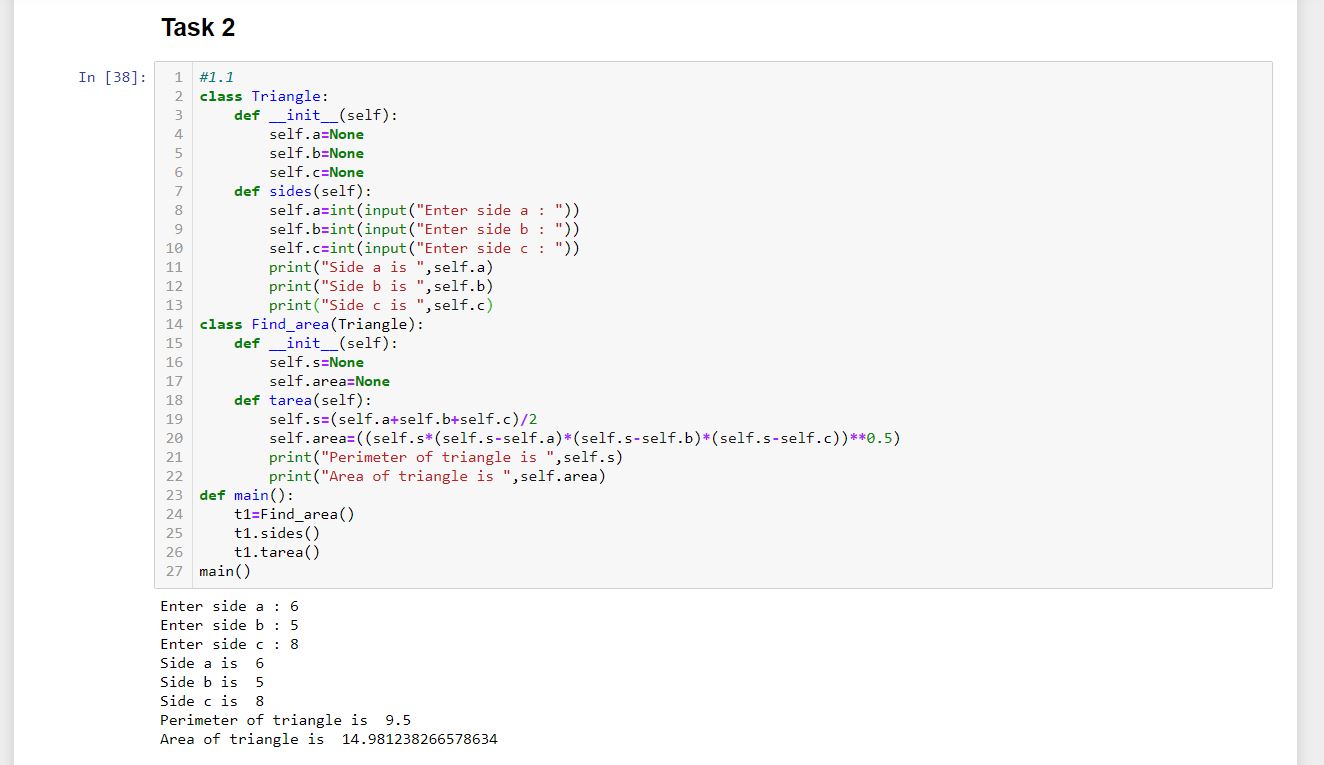 Task 2
In [38]:
1 #1.1
2 class Triangle:
3     def __init__(self):
4         self.a=None
5         self.b=None
6         self.c=None
7     def sides(self):
8         self.a=int(input("Enter side a : "))
9         self.b=int(input("Enter side b : "))
10         self.c=int(input("Enter side c : "))
11         print("Side a is ",self.a)
12         print("Side b is ",self.b)
13         print("Side c is ",self.c)
14 class Find_area(Triangle):
15     def __init__(self):
16         self.s=None
17         self.area=None
18     def tarea(self):
19         self.s=(self.a+self.b+self.c)/2
20         self.area=((self.s*(self.s-self.a)*(self.s-self.b)*(self.s-self.c))**0.5)
21         print("Perimeter of triangle is ",self.s)
22         print("Area of triangle is ",self.area)
23 def main():
24     t1=Find_area()
25     t1.sides()
26     t1.tarea()
27 main()
Enter side a : 6
Enter side b : 5
Enter side c : 8
Side a is  6
Side b is  5
Side c is  8
Perimeter of triangle is  9.5
Area of triangle is  14.981238266578634